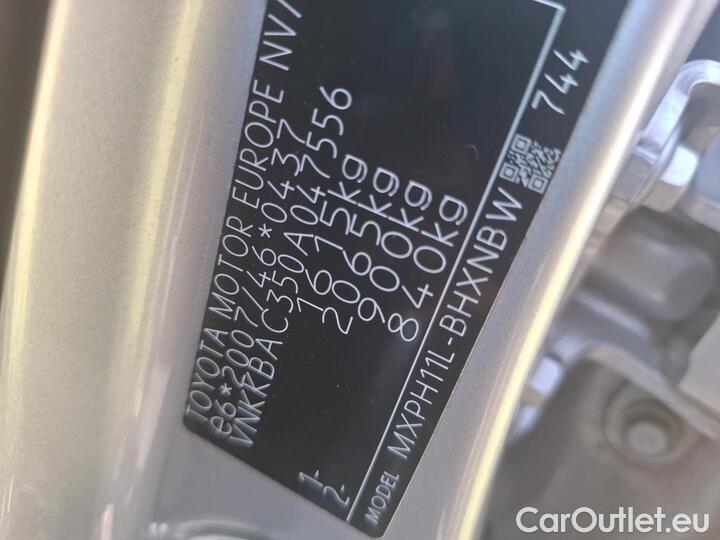 TOYOTA MOTOR EUROPE NV/
e6*2007/46*0437
VNKKBAC350A047556
1615kg
2065kg
1- 900kg
2- 840kg
MODEL MXPH11L-BHXNBW
744
CarOutlet.eu